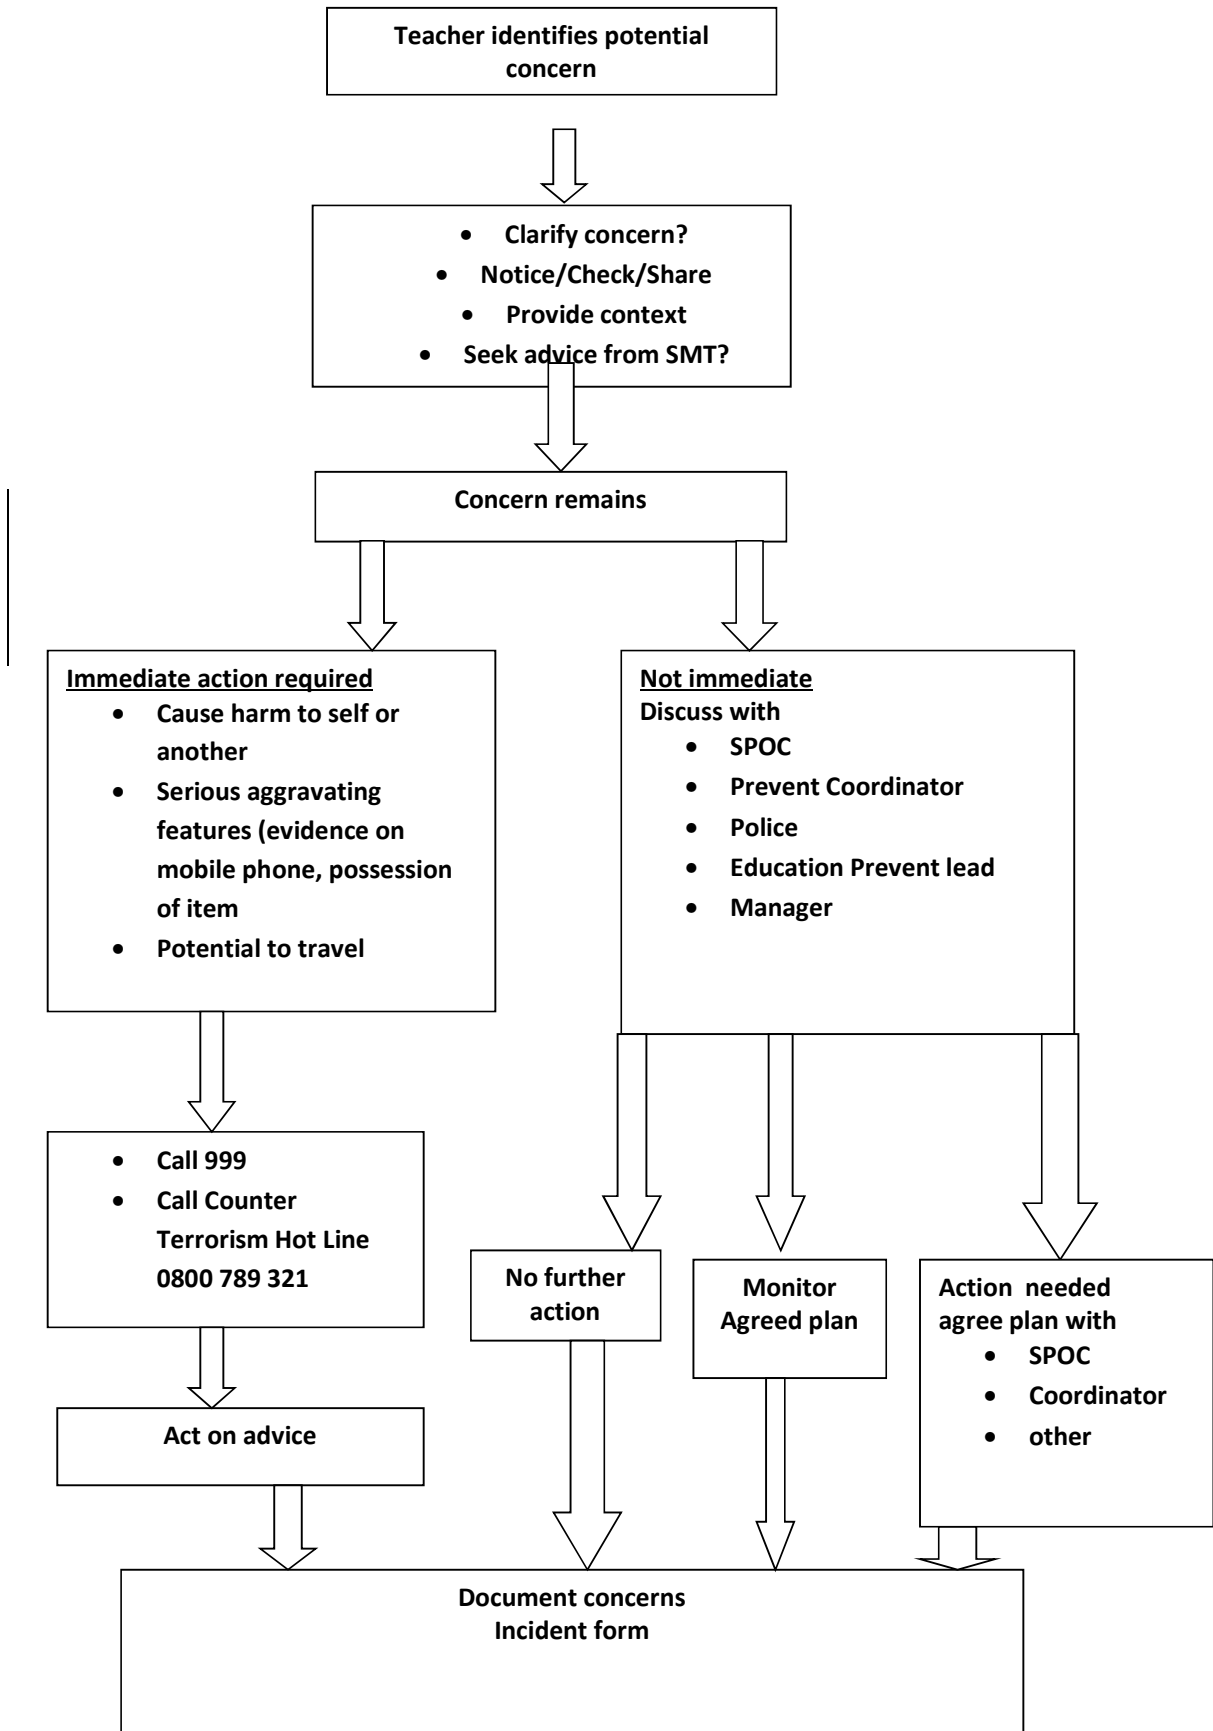 Teacher identifies potential
concern
• Clarify concern?
• Notice/Check/Share
• Provide context
• Seek advice from SMT?
Concern remains
Immediate action required
• Cause harm to self or
another
• Serious aggravating
features (evidence on
mobile phone, possession
of item
• Potential to travel
Not immediate
Discuss with
• SPOC
• Prevent Coordinator
• Police
• Education Prevent lead
• Manager
• Call 999
• Call Counter
Terrorism Hot Line
0800 789 321
No further
action
Monitor
Agreed plan
Action needed
agree plan with
• SPOC
• Coordinator
• other
Act on advice
Document concerns
Incident form